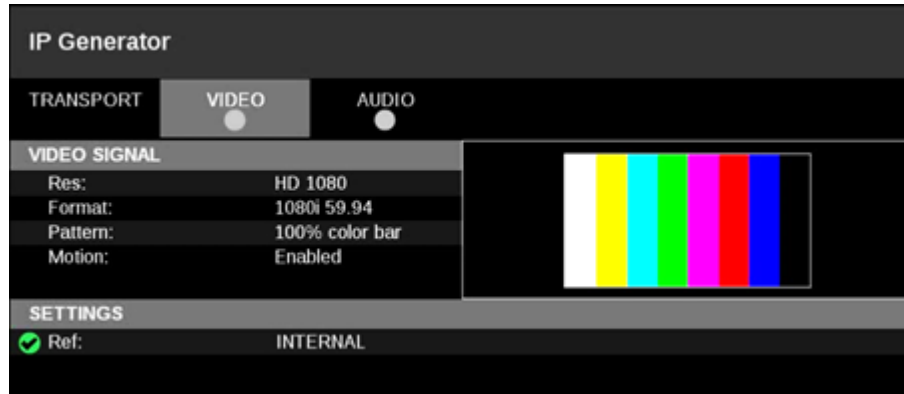 IP Generator
TRANSPORT VIDEO AUDIO
VIDEO SIGNAL
Res: HD 1080
Format: 1080i 59.94
Pattern: 100% color bar
Motion: Enabled
SETTINGS
Ref: INTERNAL